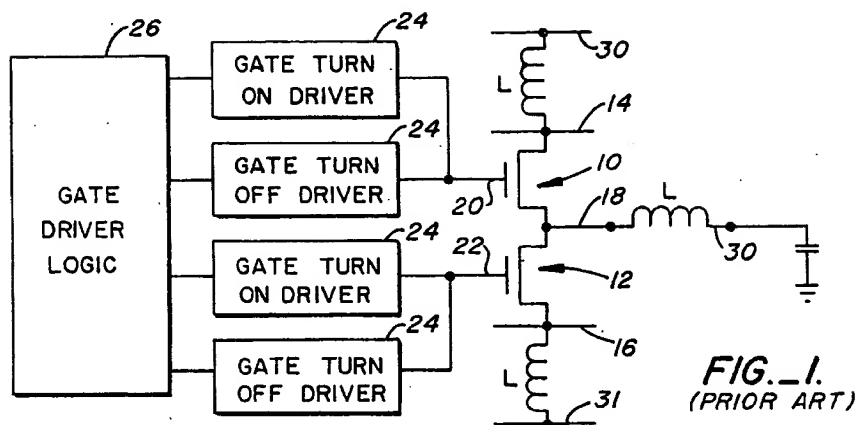 26
24
GATE TURN
ON DRIVER
24
GATE TURN
OFF DRIVER
24
GATE TURN
ON DRIVER
24
GATE TURN
OFF DRIVER
GATE
DRIVER
LOGIC
30
L
14
10
20
18
L
30
22
12
16
L
31
FIG._1.
(PRIOR ART)